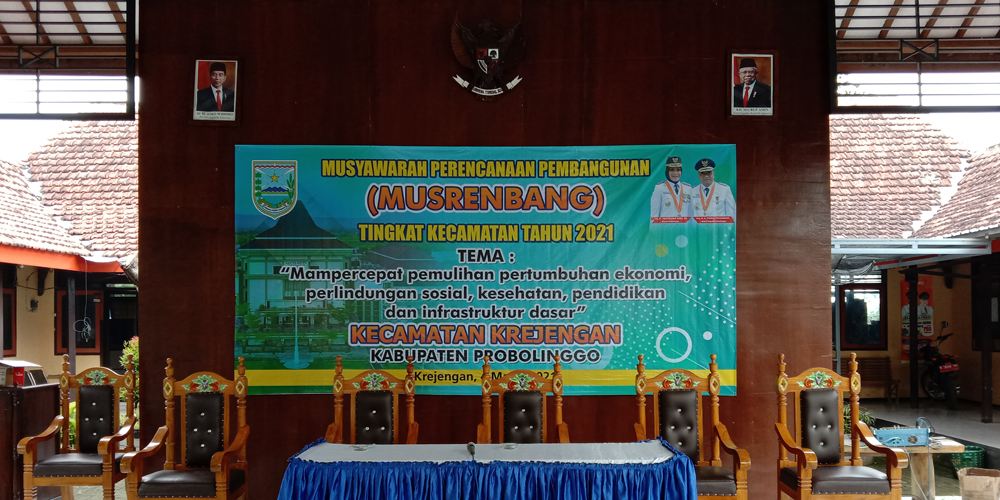 MUSYAWARAH PERENCANAAN PEMBANGUNAN
(MUSRENBANG)
TINGKAT KECAMATAN TAHUN 2021
TEMA :
"Mampercepat pemulihan pertumbuhan ekonomi,
perlindungan sosial, kesehatan, pendidikan
dan infrastruktur dasar"
KECAMATAN KREJENGAN
KABUPATEN PROBOLINGGO
Krejengan,